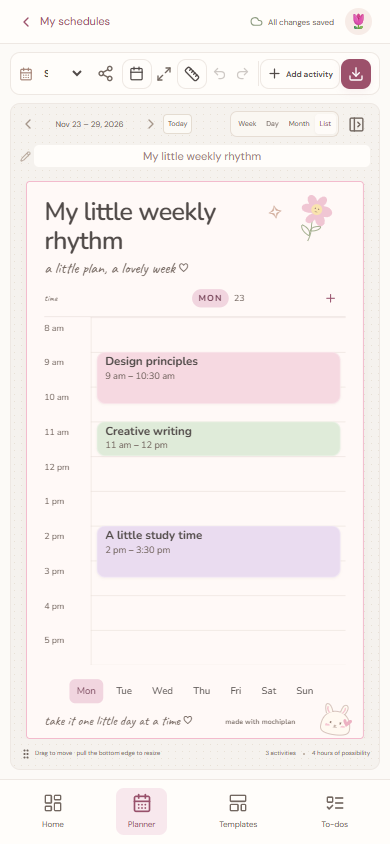 My schedules
All changes saved
Add activity
Nov 23 – 29, 2026
Today
Week Day Month List
My little weekly rhythm
My little weekly
rhythm
a little plan, a lovely week
time
MON 23
8 am
9 am
Design principles
9 am – 10:30 am
10 am
11 am
Creative writing
11 am – 12 pm
12 pm
1 pm
2 pm
A little study time
2 pm – 3:30 pm
3 pm
4 pm
5 pm
Mon Tue Wed Thu Fri Sat Sun
take it one little day at a time
made with mochiplan
Drag to move · pull the bottom edge to resize
3 activities • 4 hours of possibility
Home Planner Templates To-dos